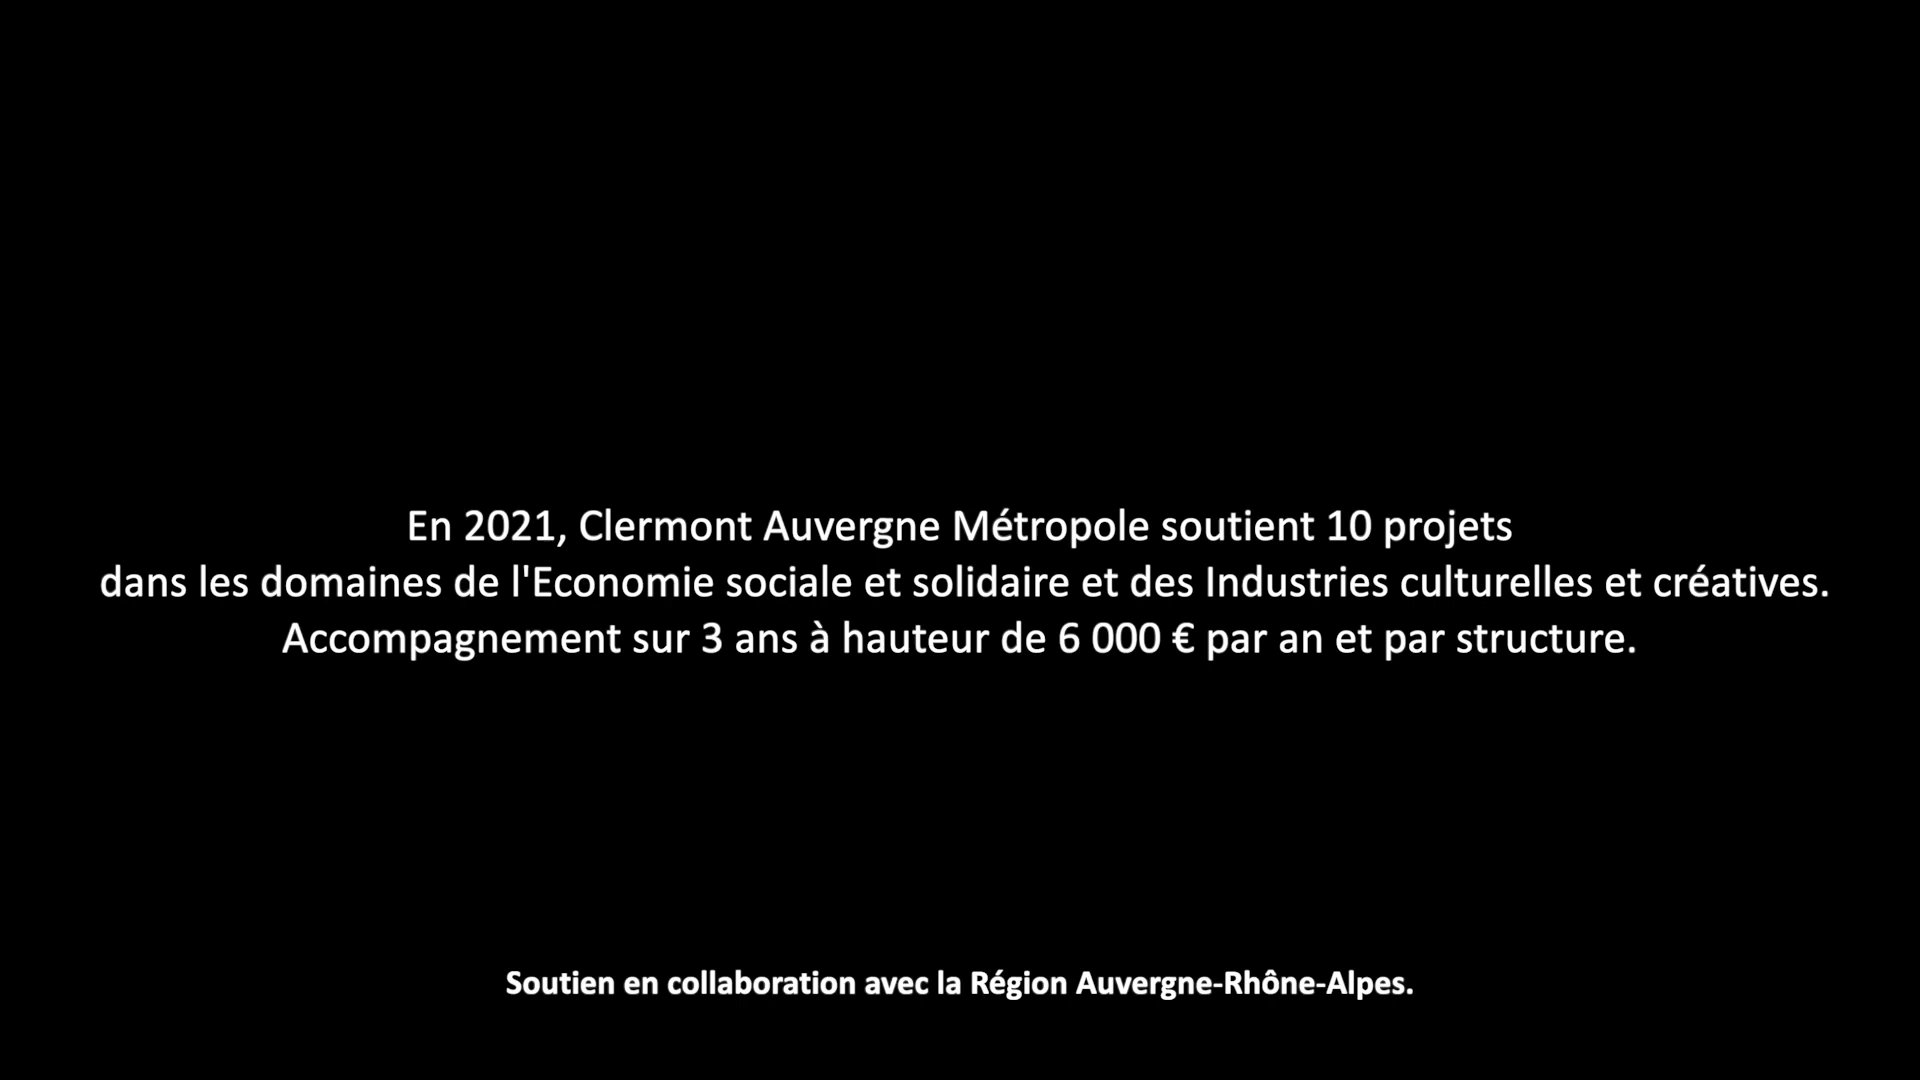 En 2021, Clermont Auvergne Métropole soutient 10 projets
dans les domaines de l'Economie sociale et solidaire et des Industries culturelles et créatives.
Accompagnement sur 3 ans à hauteur de 6 000 € par an et par structure.
Soutien en collaboration avec la Région Auvergne-Rhône-Alpes.